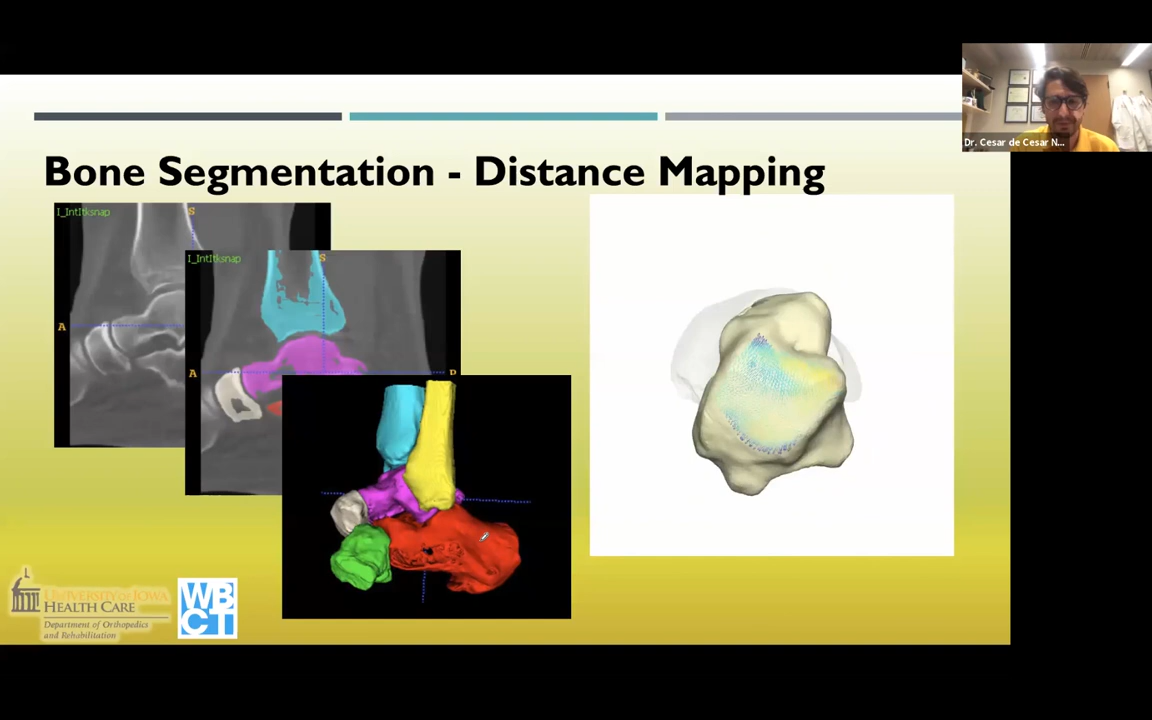 Dr. Cesar de Cesar N...
Bone Segmentation - Distance Mapping
I_IntItksnap
S
A
I_IntItksnap
S
A
P
UNIVERSITY OF IOWA
HEALTH CARE
Department of Orthopedics
and Rehabilitation
WB
CT